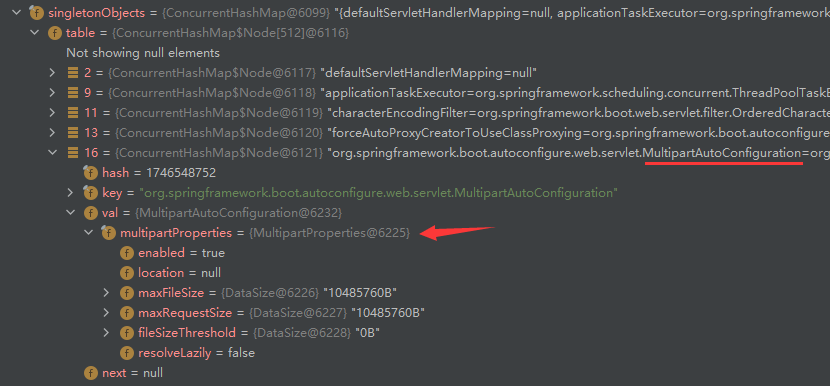 singletonObjects = {ConcurrentHashMap@6099} "{defaultServletHandlerMapping=null, applicationTaskExecutor=org.springframework
table = {ConcurrentHashMap$Node[512]@6116}
Not showing null elements
2 = {ConcurrentHashMap$Node@6117} "defaultServletHandlerMapping=null"
9 = {ConcurrentHashMap$Node@6118} "applicationTaskExecutor=org.springframework.scheduling.concurrent.ThreadPoolTaskE
11 = {ConcurrentHashMap$Node@6119} "characterEncodingFilter=org.springframework.boot.web.servlet.filter.OrderedCharacte
13 = {ConcurrentHashMap$Node@6120} "forceAutoProxyCreatorToUseClassProxying=org.springframework.boot.autoconfigure
16 = {ConcurrentHashMap$Node@6121} "org.springframework.boot.autoconfigure.web.servlet.MultipartAutoConfiguration=org
hash = 1746548752
key = "org.springframework.boot.autoconfigure.web.servlet.MultipartAutoConfiguration"
val = {MultipartAutoConfiguration@6232}
multipartProperties = {MultipartProperties@6225}
enabled = true
location = null
maxFileSize = {DataSize@6226} "10485760B"
maxRequestSize = {DataSize@6227} "10485760B"
fileSizeThreshold = {DataSize@6228} "0B"
resolveLazily = false
next = null